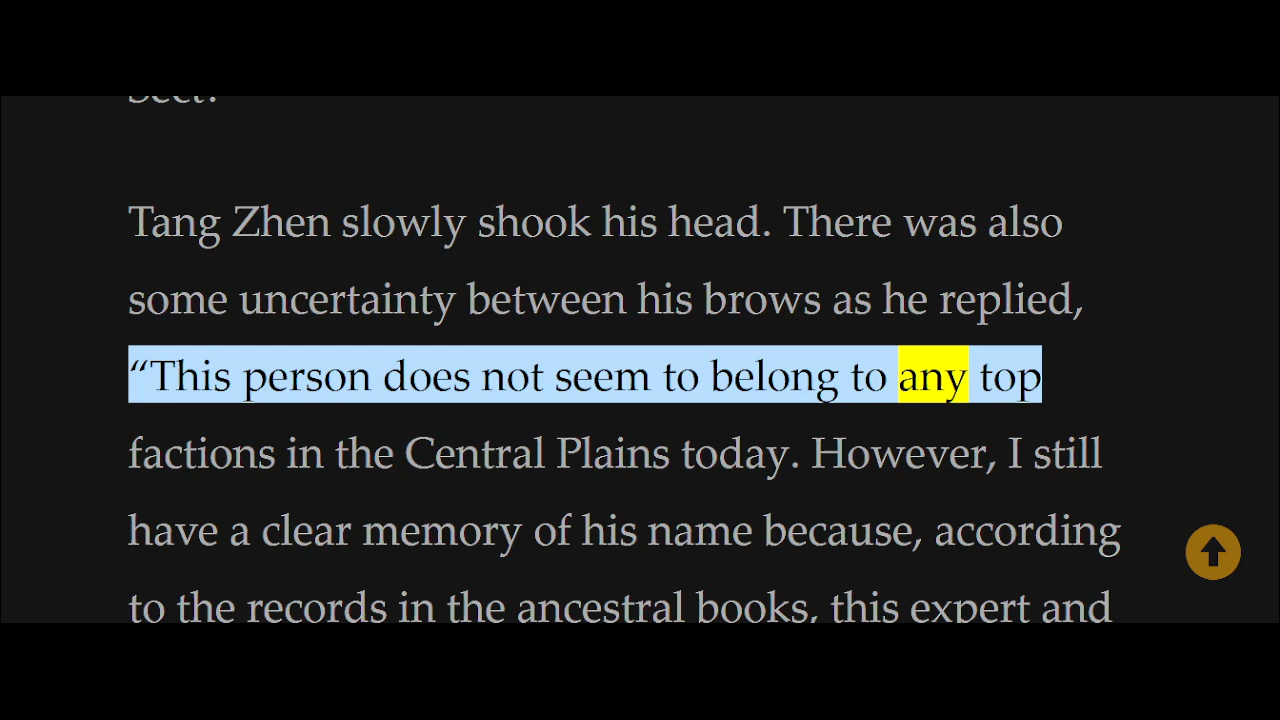 Tang Zhen slowly shook his head. There was also
some uncertainty between his brows as he replied,
“This person does not seem to belong to any top
factions in the Central Plains today. However, I still
have a clear memory of his name because, according
to the records in the ancestral books, this expert and